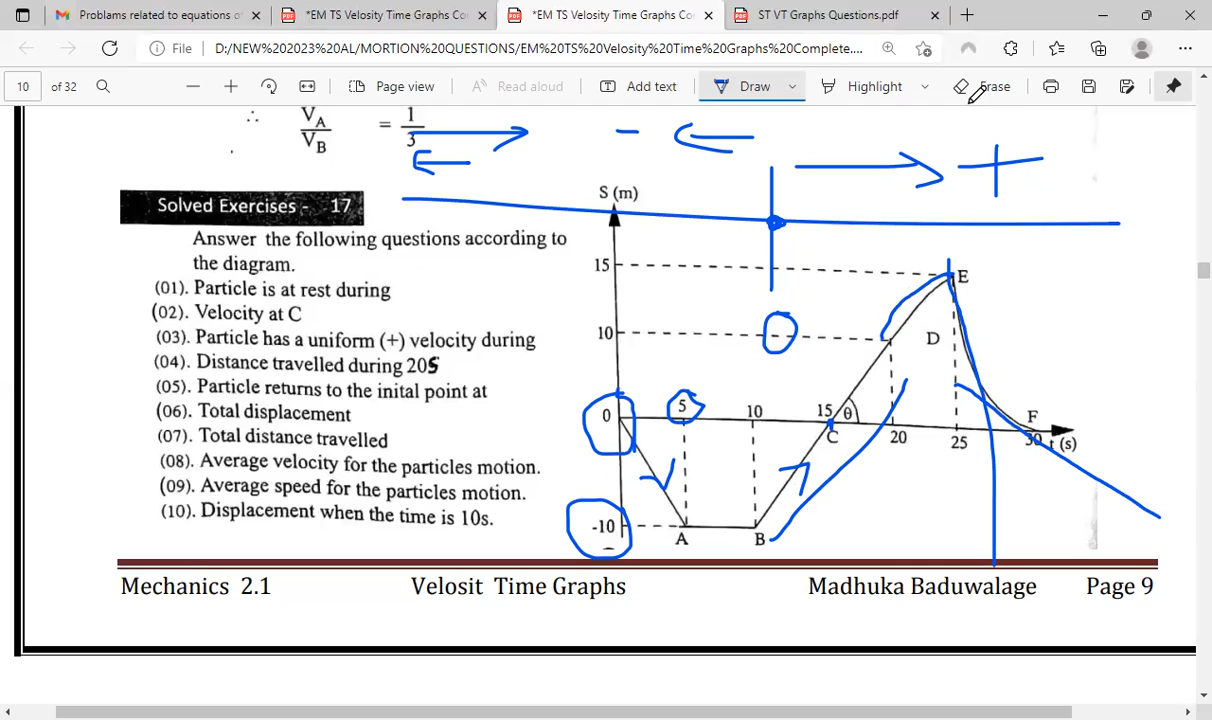 Problems related to equations o
*EM TS Velosity Time Graphs Co
*EM TS Velosity Time Graphs Co
ST VT Graphs Questions.pdf
File
D:/NEW%202023%20AL/MORTION%20QUESTIONS/EM%20TS%20Velosity%20Time%20Graphs%20Complete....
10 of 32
Page view
Read aloud
Add text
Draw
Highlight
Erase
∴ V_A / V_B = 1 / 3
- +
Solved Exercises - 17
Answer the following questions according to
the diagram.
(01). Particle is at rest during
(02). Velocity at C
(03). Particle has a uniform (+) velocity during
(04). Distance travelled during 20S
(05). Particle returns to the inital point at
(06). Total displacement
(07). Total distance travelled
(08). Average velocity for the particles motion.
(09). Average speed for the particles motion.
(10). Displacement when the time is 10s.
S (m)
15
E
10
D
0
5
10
15
θ
C
20
25
F
30
t (s)
-10
A
B
Mechanics 2.1 Velosit Time Graphs Madhuka Baduwalage Page 9